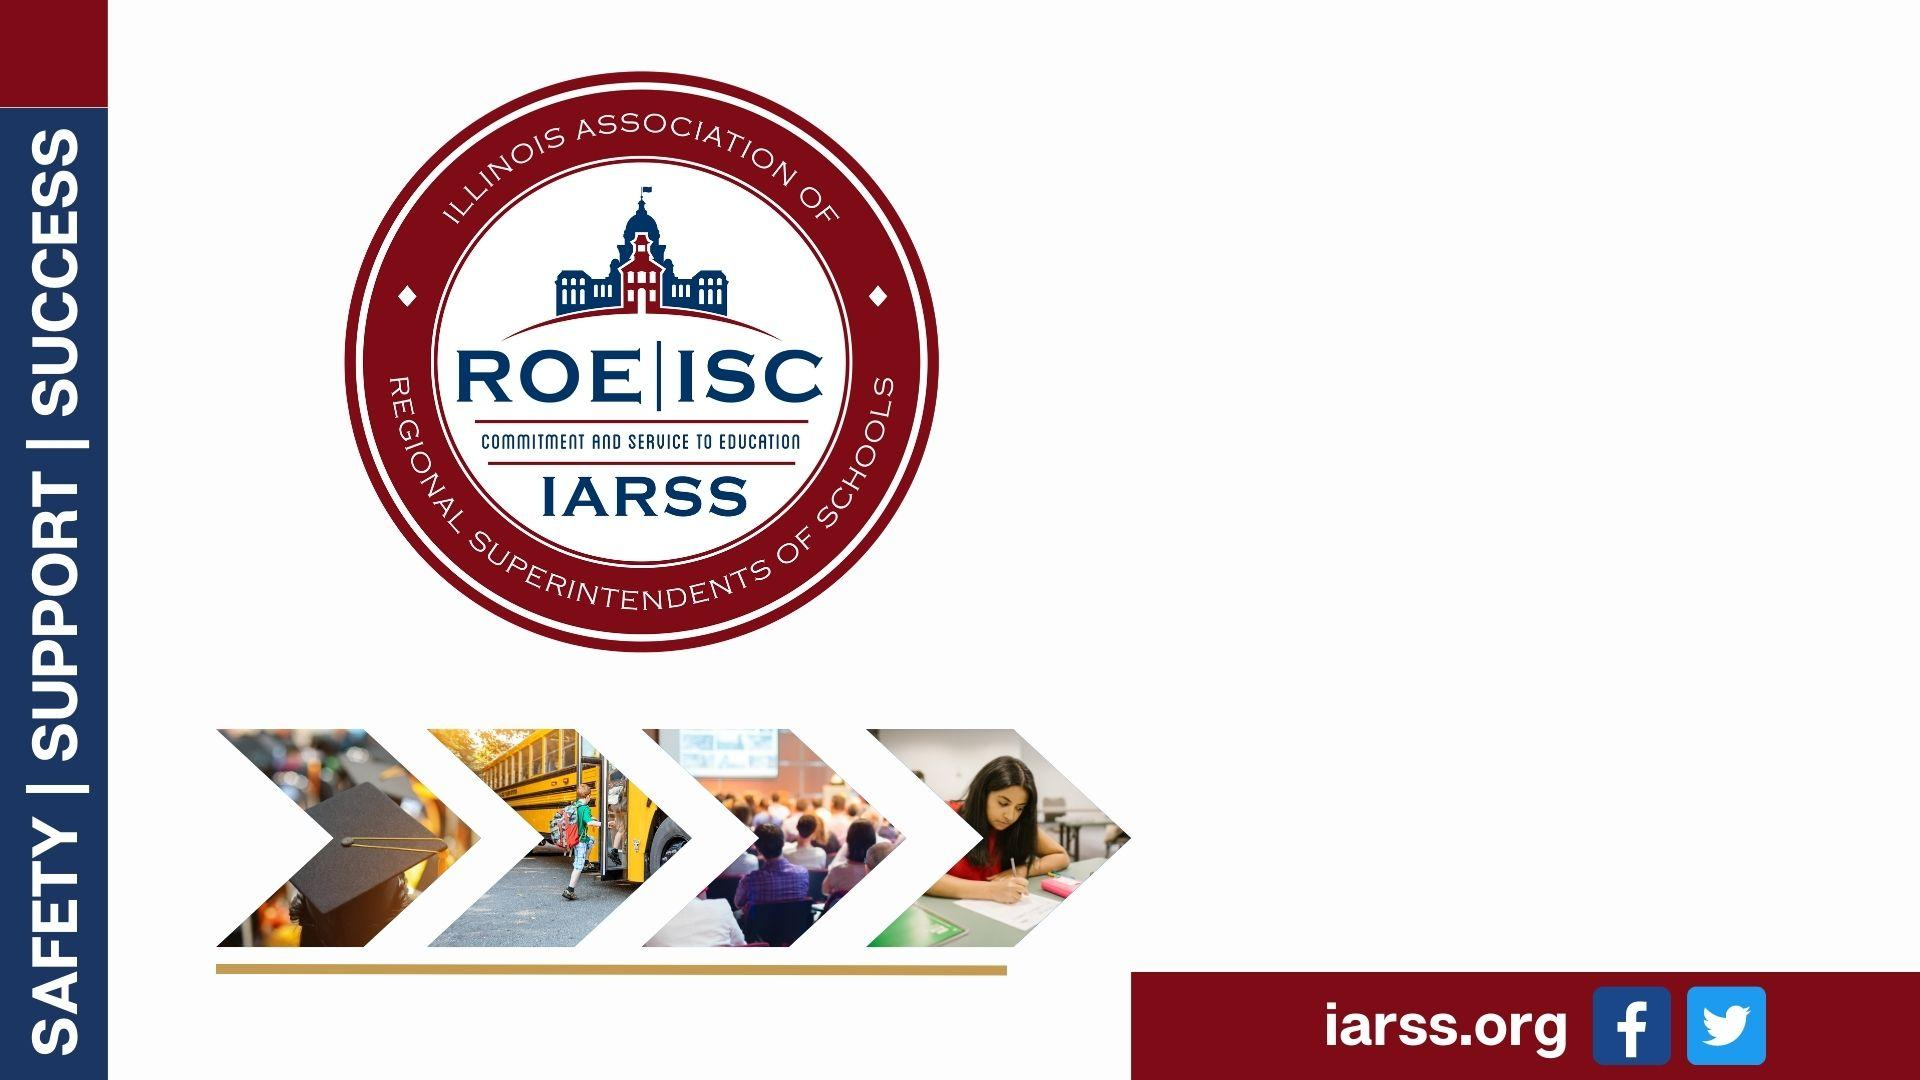 SAFETY | SUPPORT | SUCCESS
ILLINOIS ASSOCIATION OF
ROE|ISC
COMMITMENT AND SERVICE TO EDUCATION
IARSS
REGIONAL SUPERINTENDENTS OF SCHOOLS
iarss.org